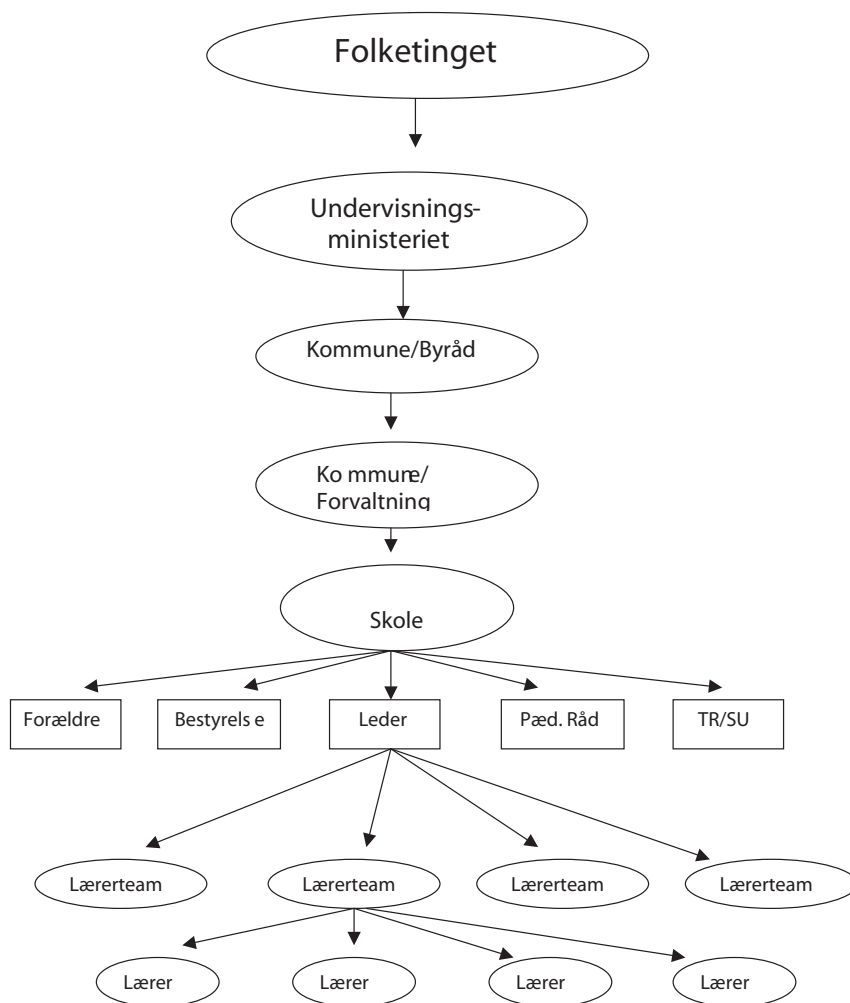 Folketinget
Undervisnings-
ministeriet
Kommune/Byråd
Ko mmune/
Forvaltning
Skole
Forældre
Bestyrels e
Leder
Pæd. Råd
TR/SU
Lærerteam
Lærerteam
Lærerteam
Lærerteam
Lærer
Lærer
Lærer
Lærer